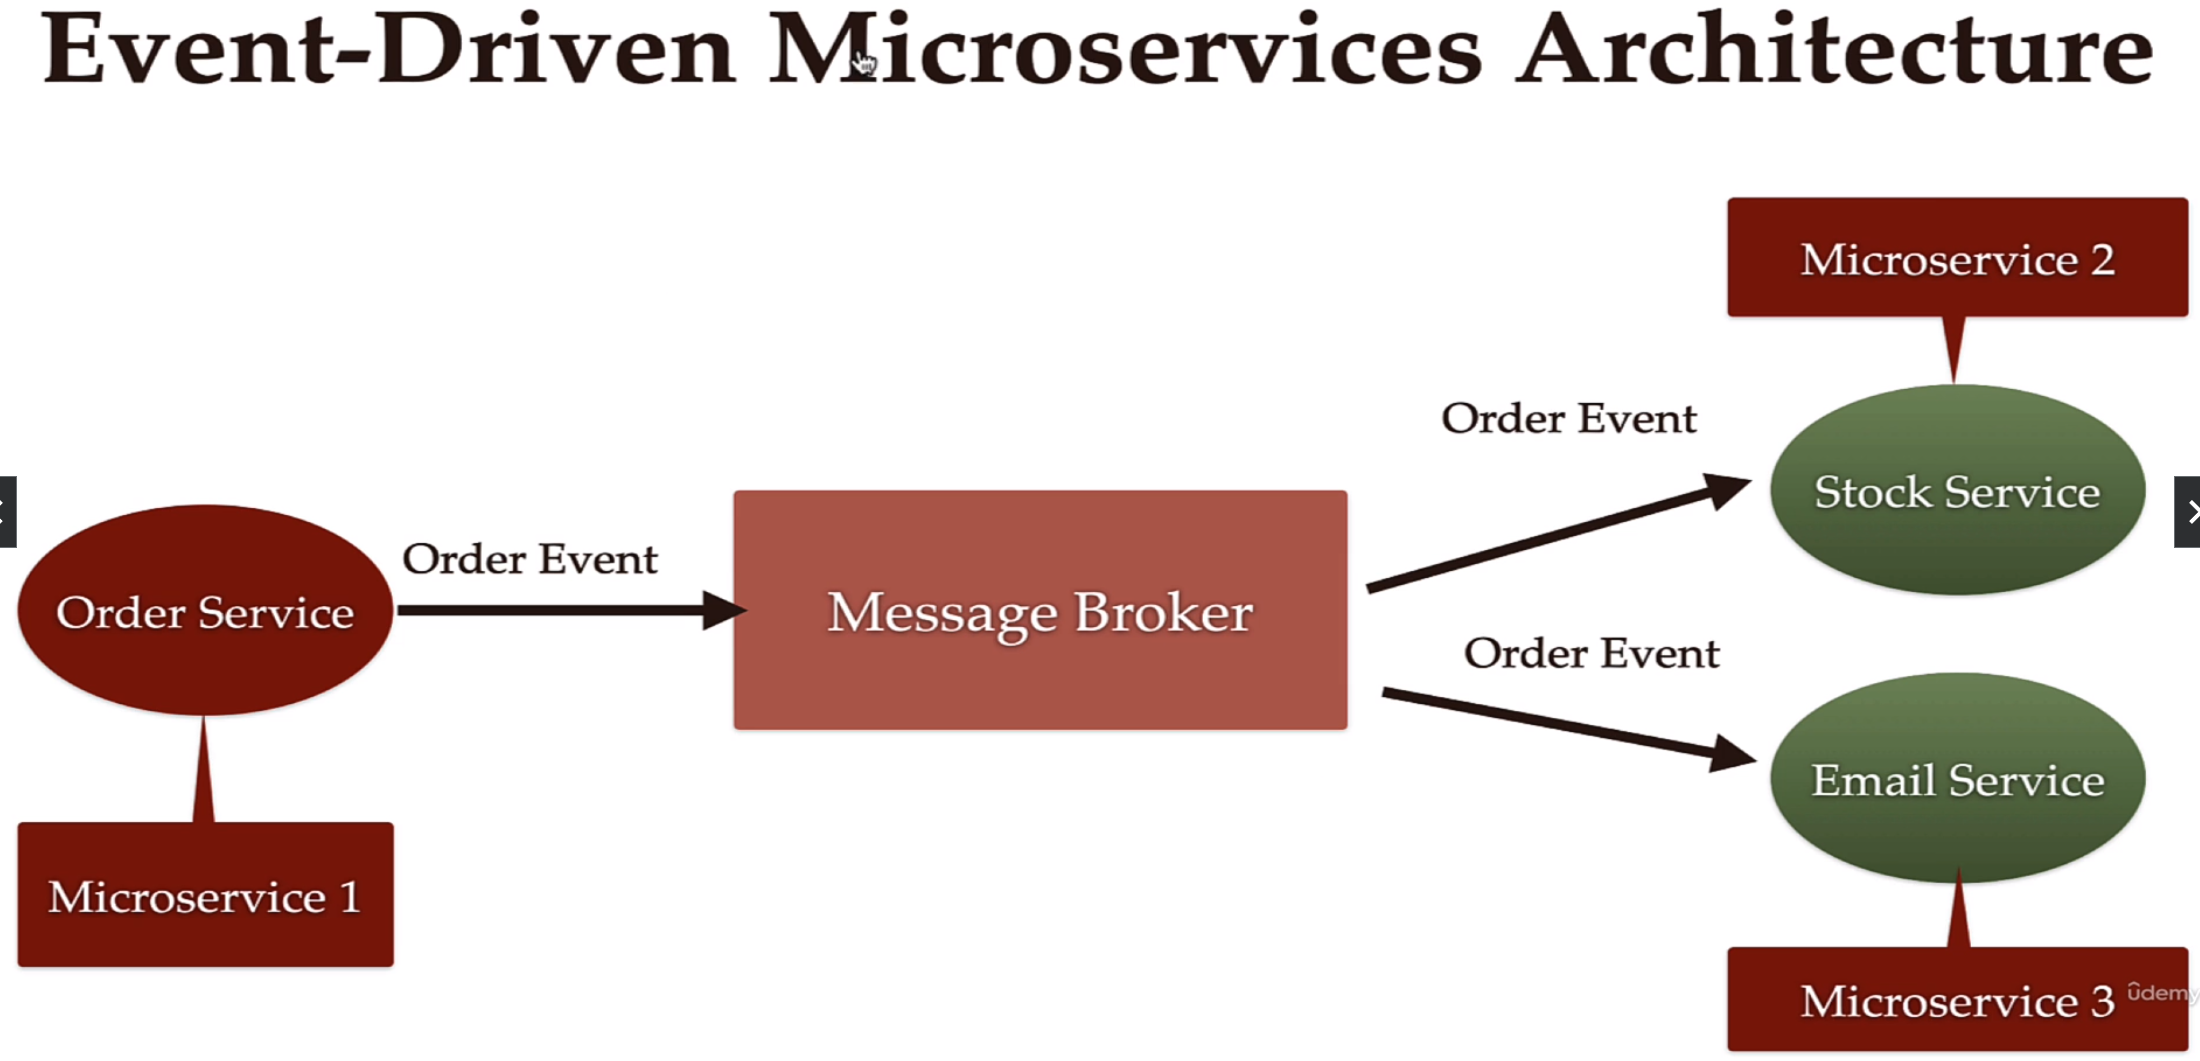 Event-Driven Microservices Architecture
Microservice 2
Order Event
Stock Service
Order Event
Order Service
Message Broker
Order Event
Email Service
Microservice 1
Microservice 3
ûdemy